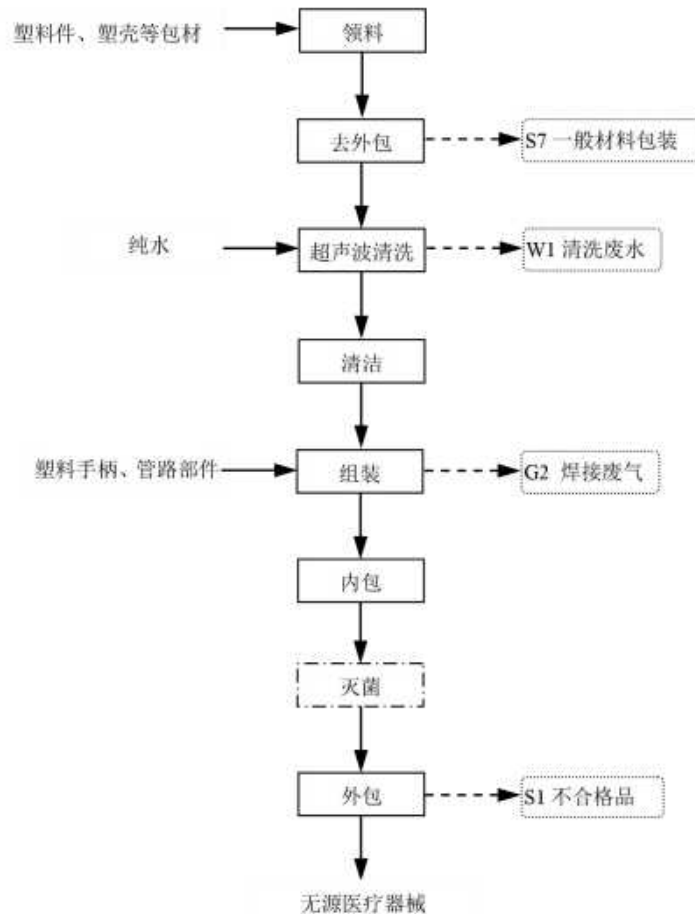 塑料件、塑壳等包材
领料
去外包
S7 一般材料包装
纯水
超声波清洗
W1 清洗废水
清洁
塑料手柄、管路部件
组装
G2 焊接废气
内包
灭菌
外包
S1 不合格品
无源医疗器械